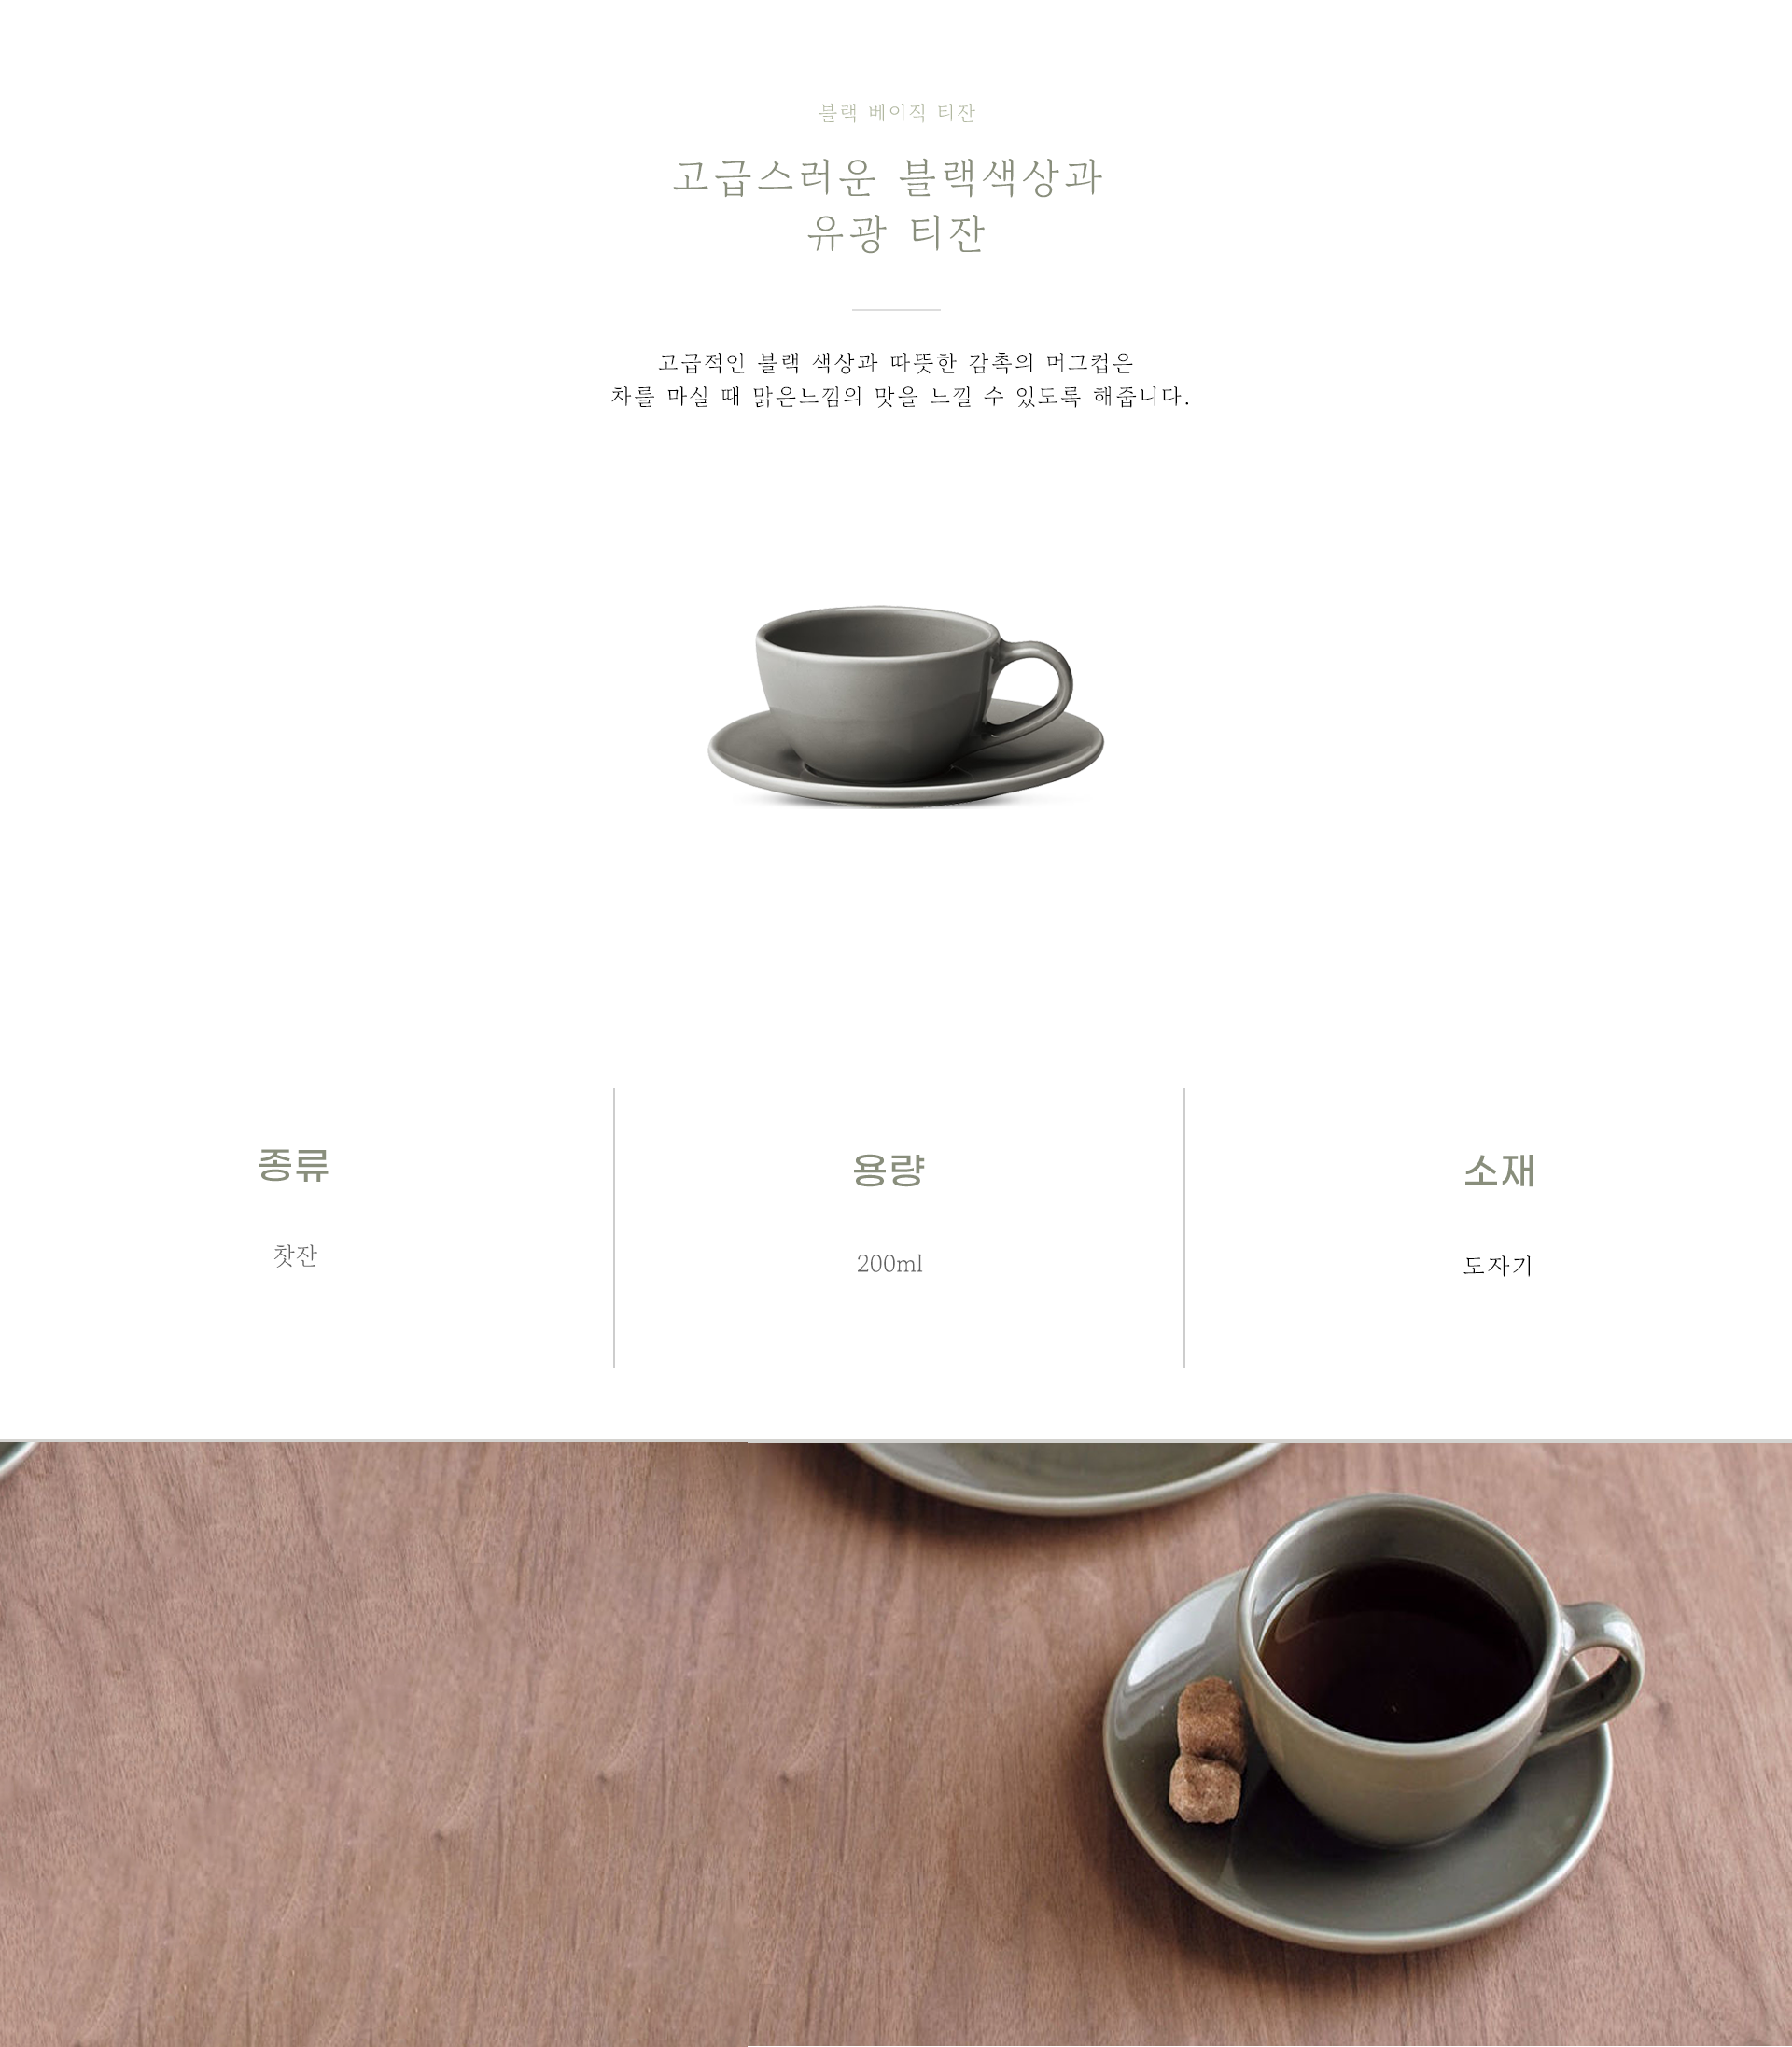 블랙 베이직 티잔
고급스러운 블랙색상과
유광 티잔
고급적인 블랙 색상과 따뜻한 감촉의 머그컵은
차를 마실 때 맑은느낌의 맛을 느낄 수 있도록 해줍니다.
종류
용량
소재
찻잔
200ml
도자기